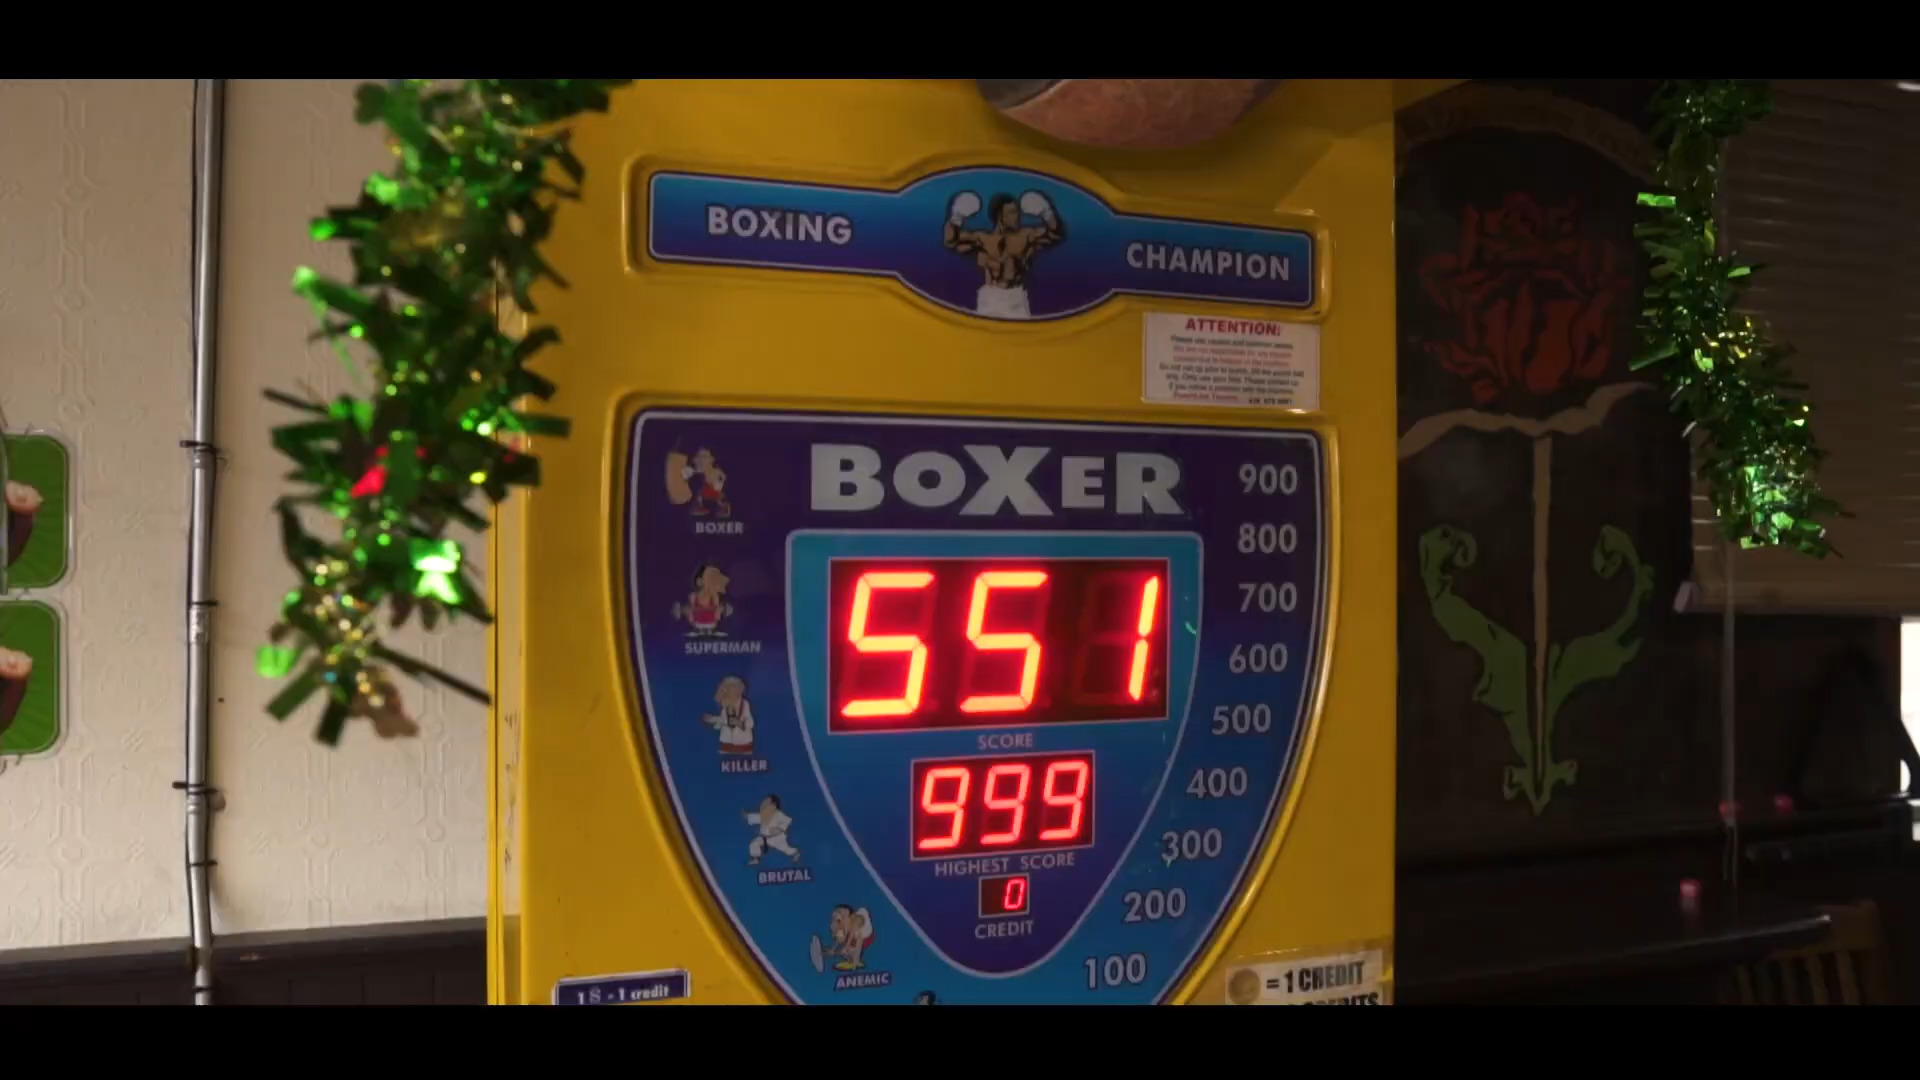 BOXING CHAMPION
ATTENTION:
BOXER
BOXER
SUPERMAN
KILLER
BRUTAL
ANEMIC
900
800
700
600
500
400
300
200
100
551
SCORE
999
HIGHEST SCORE
0
CREDIT
1 $ - 1 credit
= 1 CREDIT